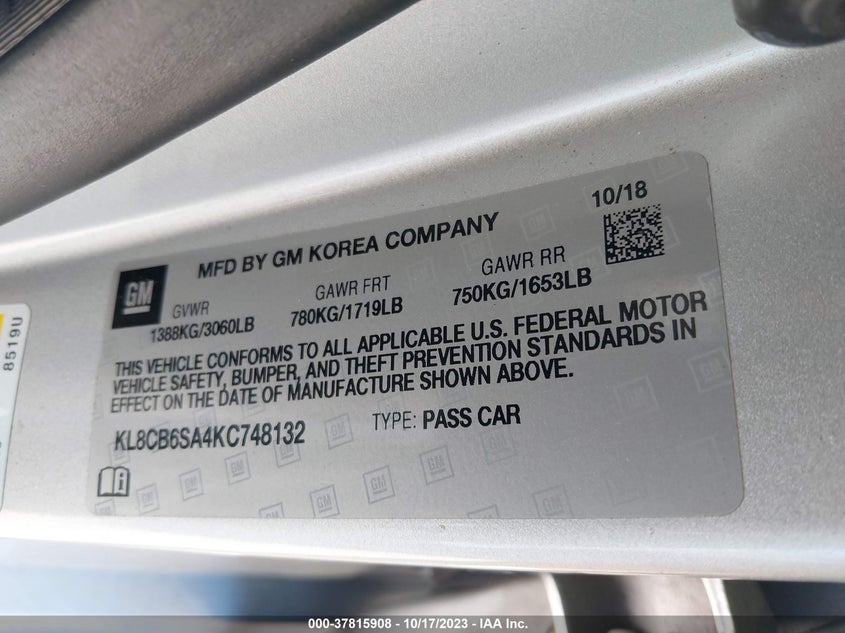 10/18
MFD BY GM KOREA COMPANY
GM
GVWR GAWR FRT GAWR RR
1388KG/3060LB 780KG/1719LB 750KG/1653LB
THIS VEHICLE CONFORMS TO ALL APPLICABLE U.S. FEDERAL MOTOR
VEHICLE SAFETY, BUMPER, AND THEFT PREVENTION STANDARDS IN
EFFECT ON THE DATE OF MANUFACTURE SHOWN ABOVE.
KL8CB6SA4KC748132 TYPE: PASS CAR
8519U
000-37815908 - 10/17/2023 - IAA Inc.